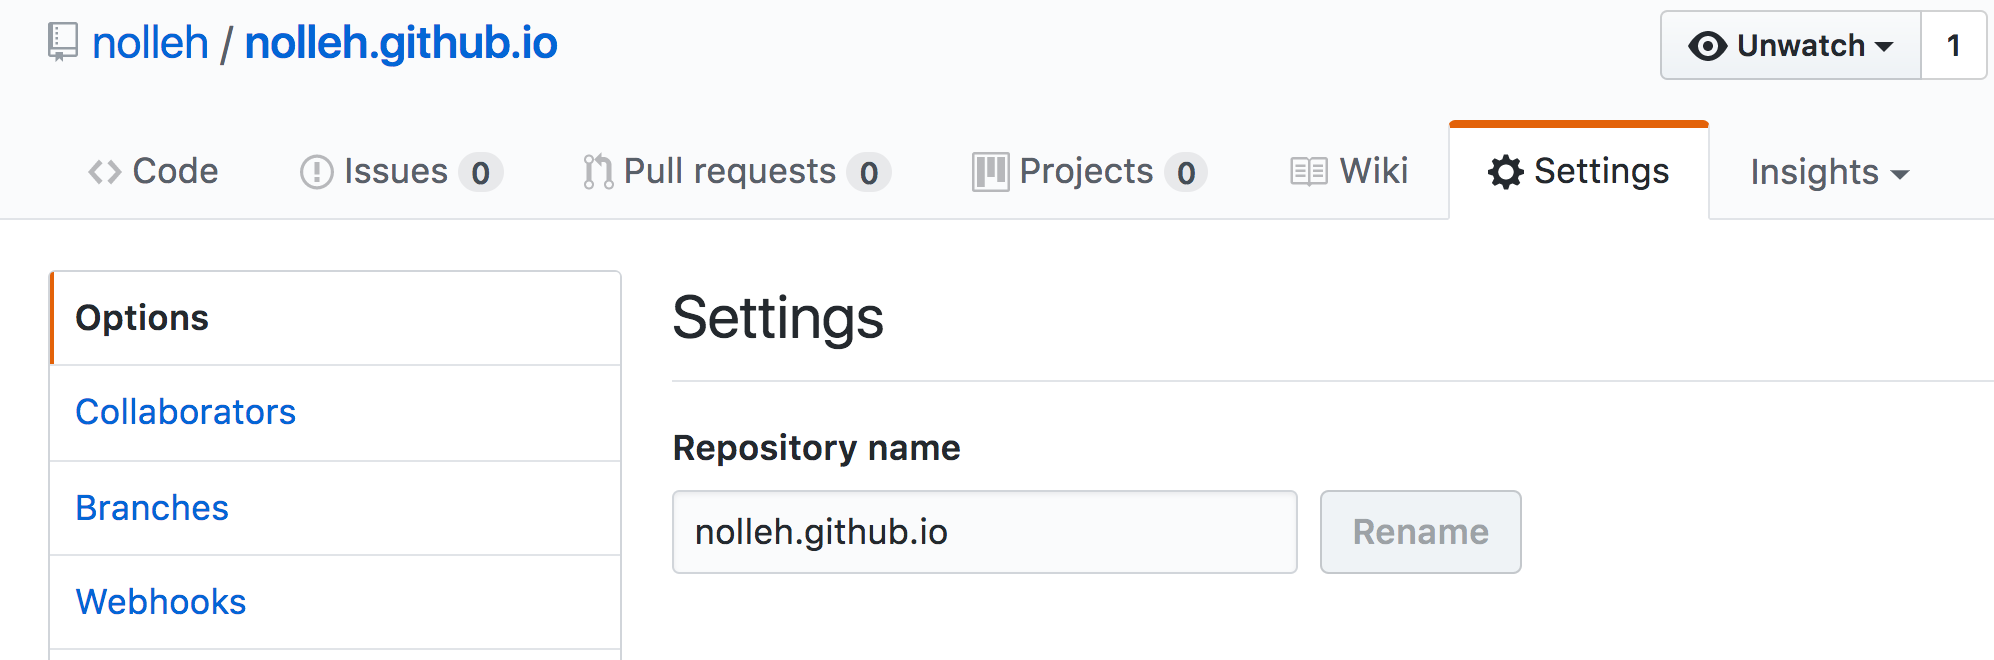 nolleh / nolleh.github.io
Unwatch 1
Code Issues 0 Pull requests 0 Projects 0 Wiki Settings Insights
Options
Collaborators
Branches
Webhooks
Settings
Repository name
nolleh.github.io Rename